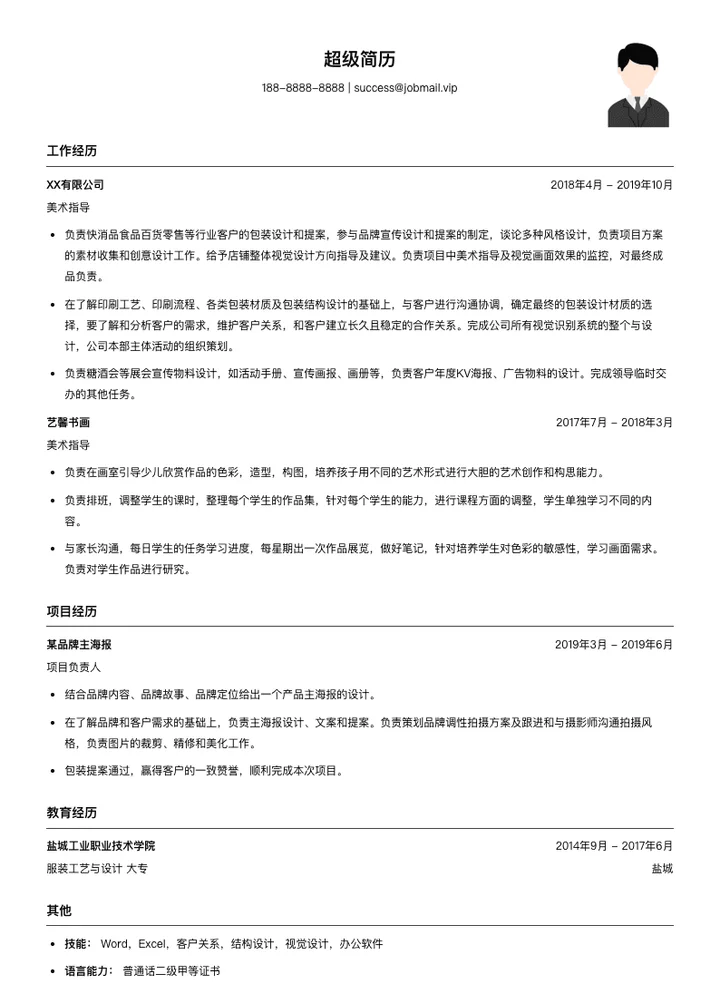 超级简历
188-8888-8888 | success@jobmail.vip
工作经历
XX有限公司 2018年4月 – 2019年10月
美术指导
• 负责快消品食品百货零售等行业客户的包装设计和提案，参与品牌宣传设计和提案的制定，谈论多种风格设计，负责项目方案
的素材收集和创意设计工作。给予店铺整体视觉设计方向指导及建议。负责项目中美术指导及视觉画面效果的监控，对最终成
品负责。
• 在了解印刷工艺、印刷流程、各类包装材质及包装结构设计的基础上，与客户进行沟通协调，确定最终的包装设计材质的选
择，要了解和分析客户的需求，维护客户关系，和客户建立长久且稳定的合作关系。完成公司所有视觉识别系统的整个与设
计，公司本部主体活动的组织策划。
• 负责糖酒会等展会宣传物料设计，如活动手册、宣传画报、画册等，负责客户年度KV海报、广告物料的设计。完成领导临时交
办的其他任务。
艺馨书画 2017年7月 – 2018年3月
美术指导
• 负责在画室引导少儿欣赏作品的色彩，造型，构图，培养孩子用不同的艺术形式进行大胆的艺术创作和构思能力。
• 负责排班，调整学生的课时，整理每个学生的作品集，针对每个学生的能力，进行课程方面的调整，学生单独学习不同的内
容。
• 与家长沟通，每日学生的任务学习进度，每星期出一次作品展览，做好笔记，针对培养学生对色彩的敏感性，学习画面需求。
负责对学生作品进行研究。
项目经历
某品牌主海报 2019年3月 – 2019年6月
项目负责人
• 结合品牌内容、品牌故事、品牌定位给出一个产品主海报的设计。
• 在了解品牌和客户需求的基础上，负责主海报设计、文案和提案。负责策划品牌调性拍摄方案及跟进和与摄影师沟通拍摄风
格，负责图片的裁剪、精修和美化工作。
• 包装提案通过，赢得客户的一致赞誉，顺利完成本次项目。
教育经历
盐城工业职业技术学院 2014年9月 – 2017年6月
服装工艺与设计 大专 盐城
其他
• 技能： Word，Excel，客户关系，结构设计，视觉设计，办公软件
• 语言能力： 普通话二级甲等证书